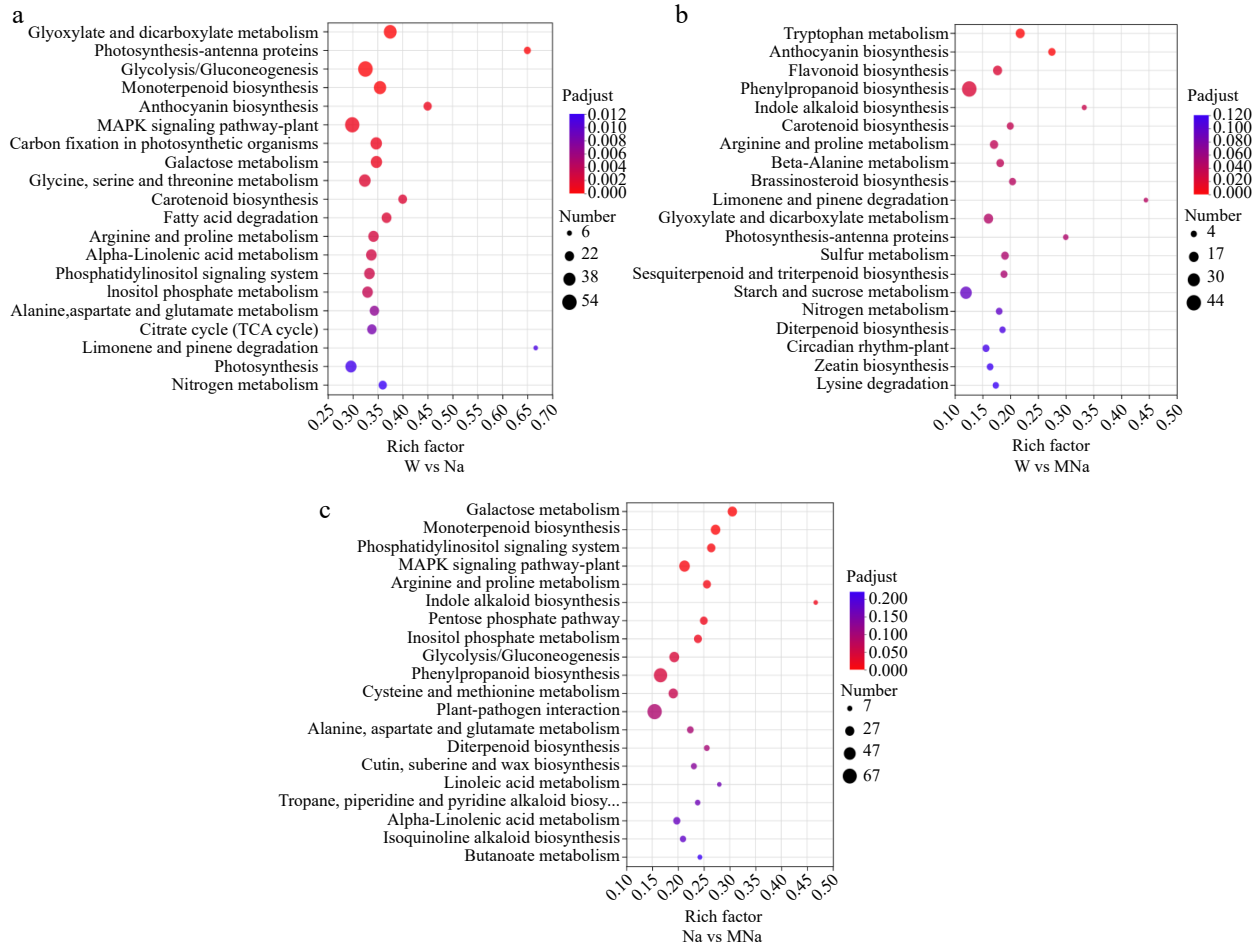 a
Glyoxylate and dicarboxylate metabolism
Photosynthesis-antenna proteins
Glycolysis/Gluconeogenesis
Monoterpenoid biosynthesis
Anthocyanin biosynthesis
MAPK signaling pathway-plant
Carbon fixation in photosynthetic organisms
Galactose metabolism
Glycine, serine and threonine metabolism
Carotenoid biosynthesis
Fatty acid degradation
Arginine and proline metabolism
Alpha-Linolenic acid metabolism
Phosphatidylinositol signaling system
lnositol phosphate metabolism
Alanine,aspartate and glutamate metabolism
Citrate cycle (TCA cycle)
Limonene and pinene degradation
Photosynthesis
Nitrogen metabolism
0.25 0.30 0.35 0.40 0.45 0.50 0.55 0.60 0.65 0.70
Rich factor
W vs Na
Padjust
0.012
0.010
0.008
0.006
0.004
0.002
0.000
Number
6
22
38
54
b
Tryptophan metabolism
Anthocyanin biosynthesis
Flavonoid biosynthesis
Phenylpropanoid biosynthesis
Indole alkaloid biosynthesis
Carotenoid biosynthesis
Arginine and proline metabolism
Beta-Alanine metabolism
Brassinosteroid biosynthesis
Limonene and pinene degradation
Glyoxylate and dicarboxylate metabolism
Photosynthesis-antenna proteins
Sulfur metabolism
Sesquiterpenoid and triterpenoid biosynthesis
Starch and sucrose metabolism
Nitrogen metabolism
Diterpenoid biosynthesis
Circadian rhythm-plant
Zeatin biosynthesis
Lysine degradation
0.10 0.15 0.20 0.25 0.30 0.35 0.40 0.45 0.50
Rich factor
W vs MNa
Padjust
0.120
0.100
0.080
0.060
0.040
0.020
0.000
Number
4
17
30
44
c
Galactose metabolism
Monoterpenoid biosynthesis
Phosphatidylinositol signaling system
MAPK signaling pathway-plant
Arginine and proline metabolism
Indole alkaloid biosynthesis
Pentose phosphate pathway
Inositol phosphate metabolism
Glycolysis/Gluconeogenesis
Phenylpropanoid biosynthesis
Cysteine and methionine metabolism
Plant-pathogen interaction
Alanine, aspartate and glutamate metabolism
Diterpenoid biosynthesis
Cutin, suberine and wax biosynthesis
Linoleic acid metabolism
Tropane, piperidine and pyridine alkaloid biosy...
Alpha-Linolenic acid metabolism
Isoquinoline alkaloid biosynthesis
Butanoate metabolism
0.10 0.15 0.20 0.25 0.30 0.35 0.40 0.45 0.50
Rich factor
Na vs MNa
Padjust
0.200
0.150
0.100
0.050
0.000
Number
7
27
47
67